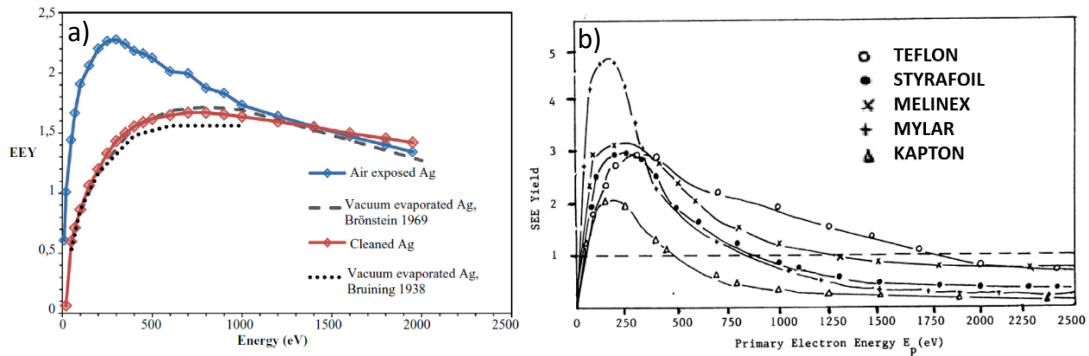 a)
2,5
2
1.5
EEY
1
0,5
0
Air exposed Ag
Vacuum evaporated Ag,
Brönstein 1969
Cleaned Ag
Vacuum evaporated Ag,
Bruining 1938
0 500 1000 1500 2000 2500
Energy (eV)
b)
5
4
3
2
1
SEE Yield
TEFLON
STYRAFOIL
MELINEX
MYLAR
KAPTON
0 250 500 750 1000 1250 1500 1750 2000 2250 2500
Primary Electron Energy Ep(eV)